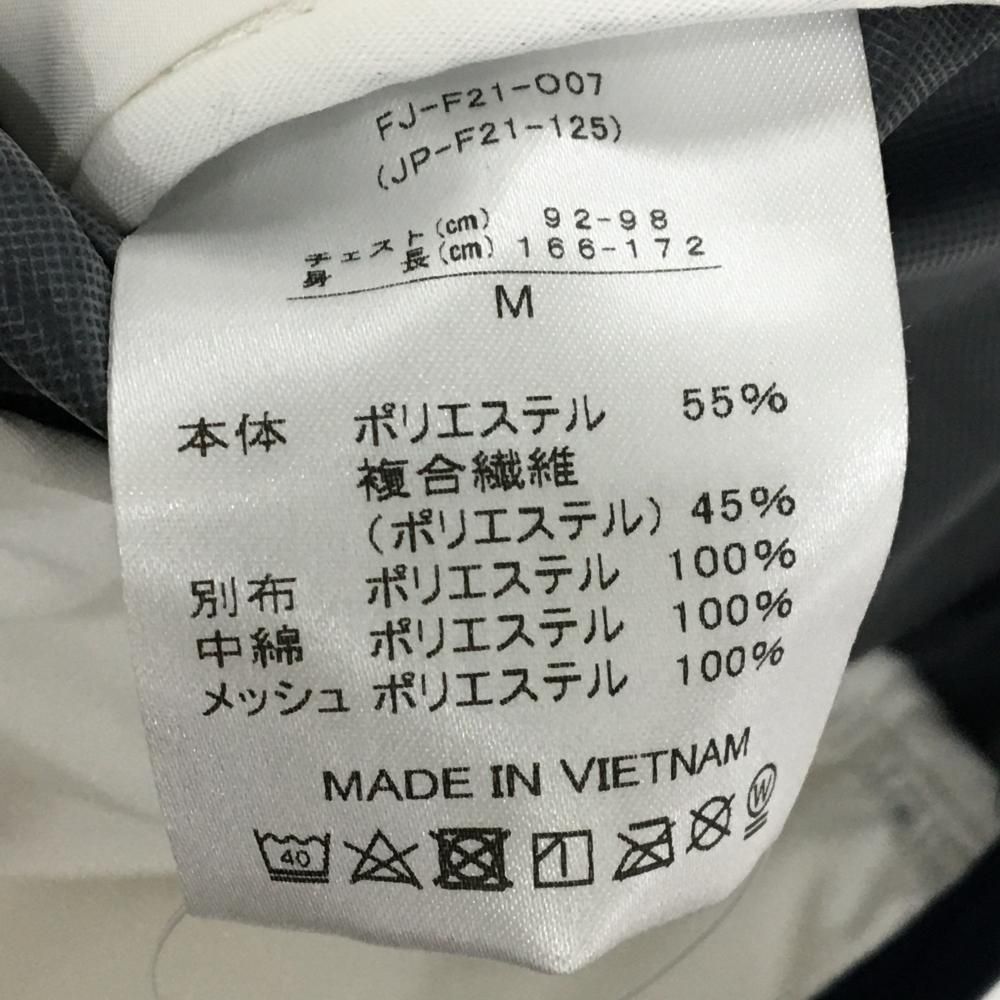 FJ-F21-O07
(JP-F21-125)
チェスト(cm) 92-98
身長(cm) 166-172
M
本体 ポリエステル 55%
複合繊維
(ポリエステル) 45%
別布 ポリエステル 100%
中綿 ポリエステル 100%
メッシュ ポリエステル 100%
MADE IN VIETNAM
40 W